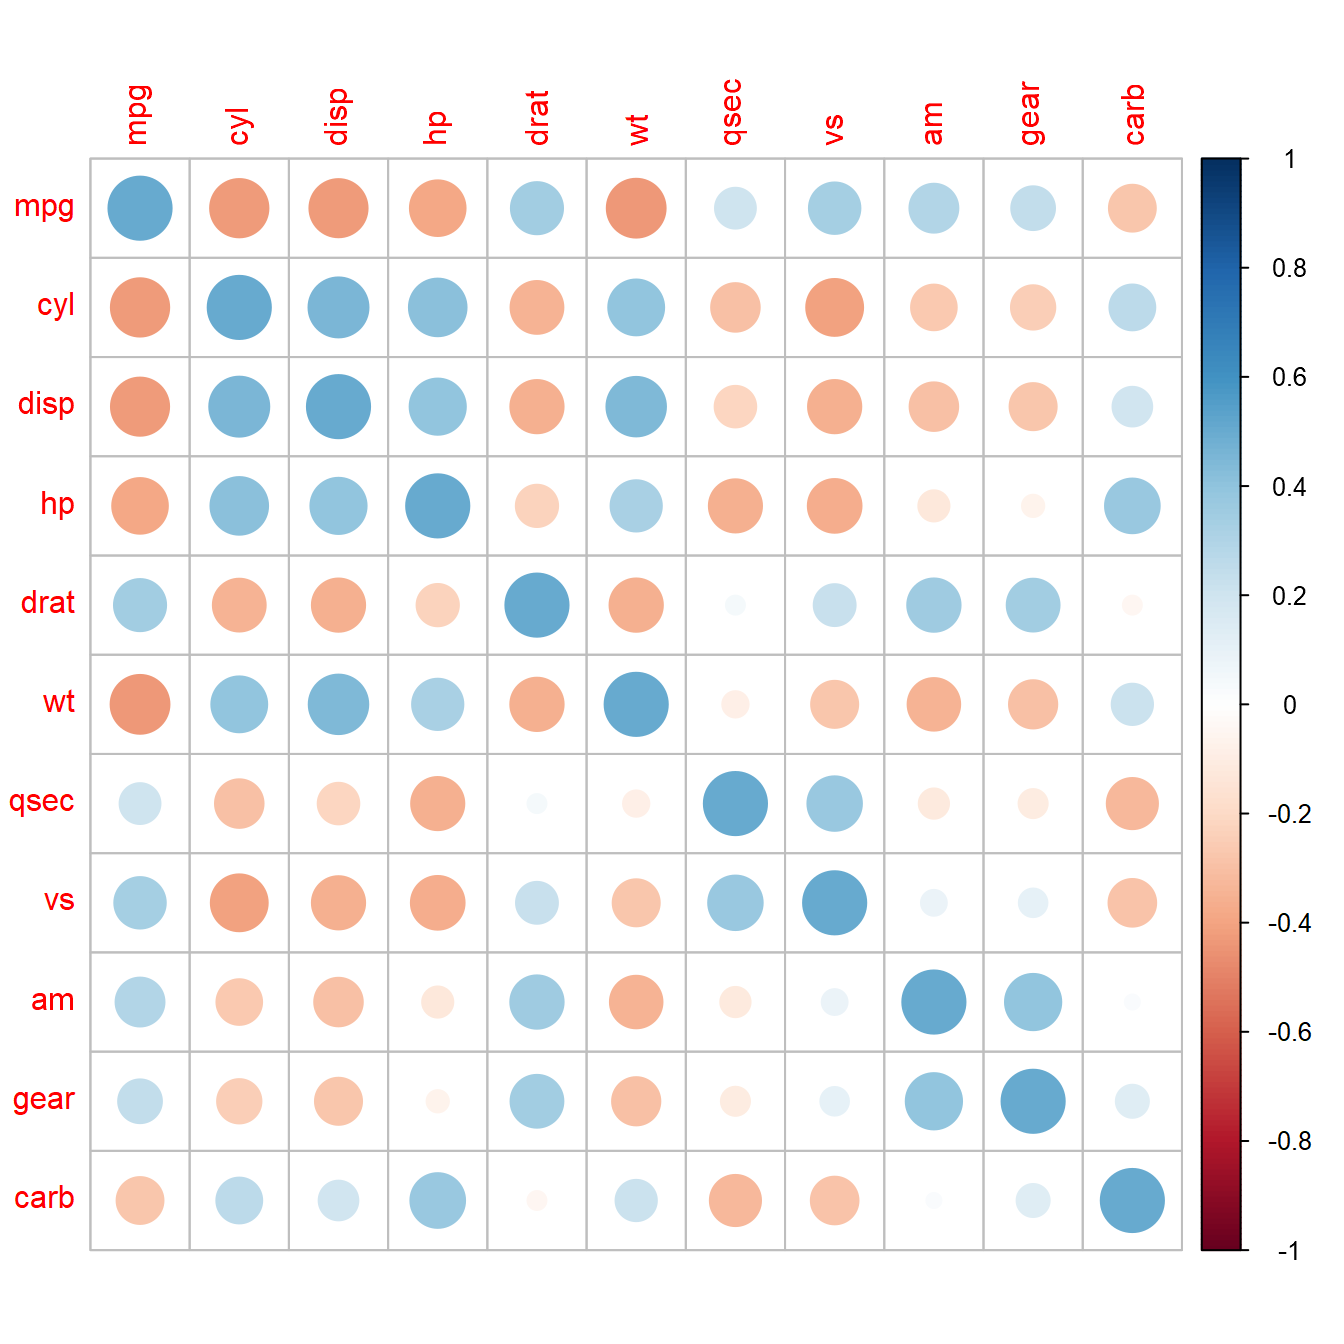 mpg cyl disp hp drat wt qsec vs am gear carb
mpg
cyl
disp
hp
drat
wt
qsec
vs
am
gear
carb
1
0.8
0.6
0.4
0.2
0
-0.2
-0.4
-0.6
-0.8
-1